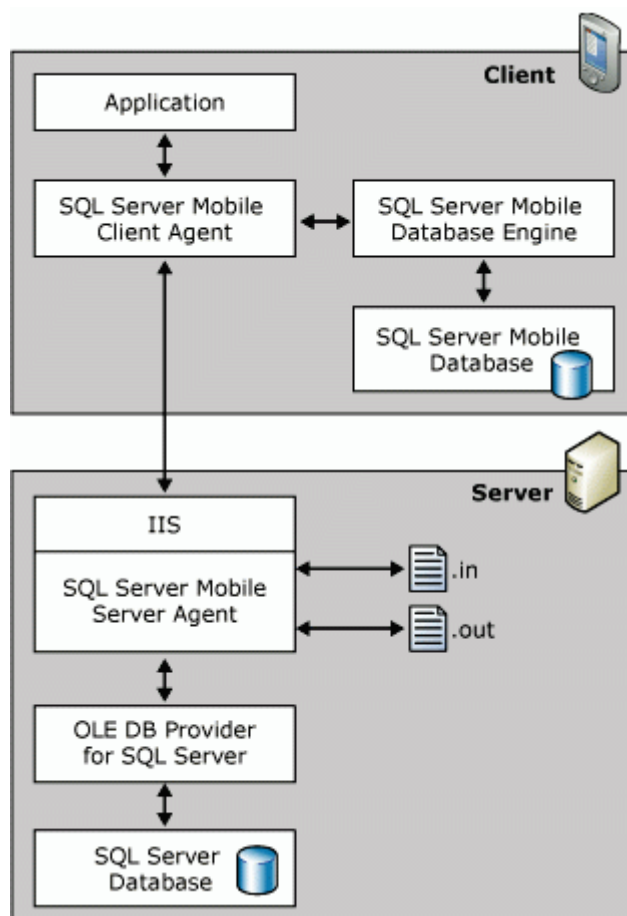 Client
Application
SQL Server Mobile
Client Agent
SQL Server Mobile
Database Engine
SQL Server Mobile
Database
Server
IIS
SQL Server Mobile
Server Agent
.in
.out
OLE DB Provider
for SQL Server
SQL Server
Database